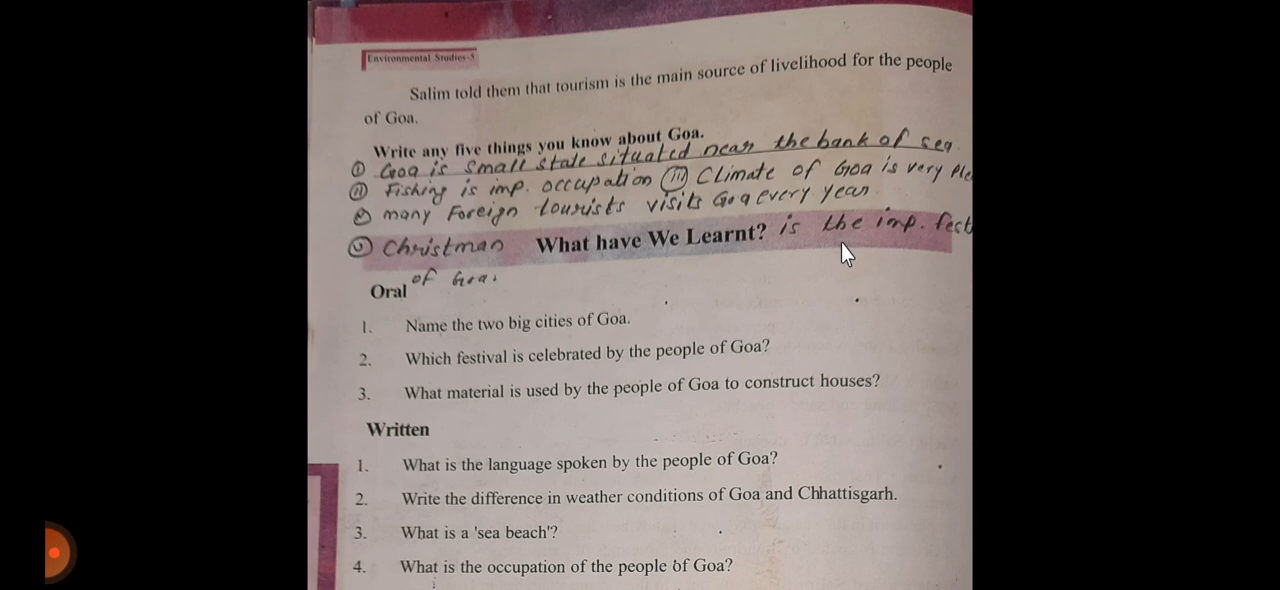 Environmental Studies-5
Salim told them that tourism is the main source of livelihood for the people
of Goa.
Write any five things you know about Goa.
(i) Goa is small state situated near the bank of sea.
(ii) Fishing is imp. occupation (iii) Climate of Goa is very
many Foreign tourists visits Goa every year.
(v) Christman What have We Learnt? is the imp.
of Goa.
Oral
1. Name the two big cities of Goa.
2. Which festival is celebrated by the people of Goa?
3. What material is used by the people of Goa to construct houses?
Written
1. What is the language spoken by the people of Goa?
2. Write the difference in weather conditions of Goa and Chhattisgarh.
3. What is a 'sea beach'?
4. What is the occupation of the people of Goa?